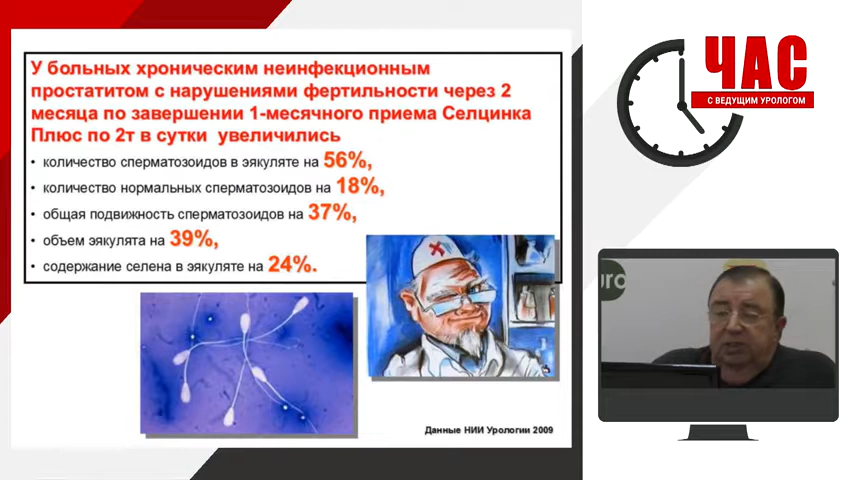 У больных хроническим неинфекционным
простатитом с нарушениями фертильности через 2
месяца по завершении 1-месячного приема Селцинка
Плюс по 2т в сутки увеличились
• количество сперматозоидов в эякуляте на 56%,
• количество нормальных сперматозоидов на 18%,
• общая подвижность сперматозоидов на 37%,
• объем эякулята на 39%,
• содержание селена в эякуляте на 24%.
Данные НИИ Урологии 2009
ЧАС
С ВЕДУЩИМ УРОЛОГОМ
uro